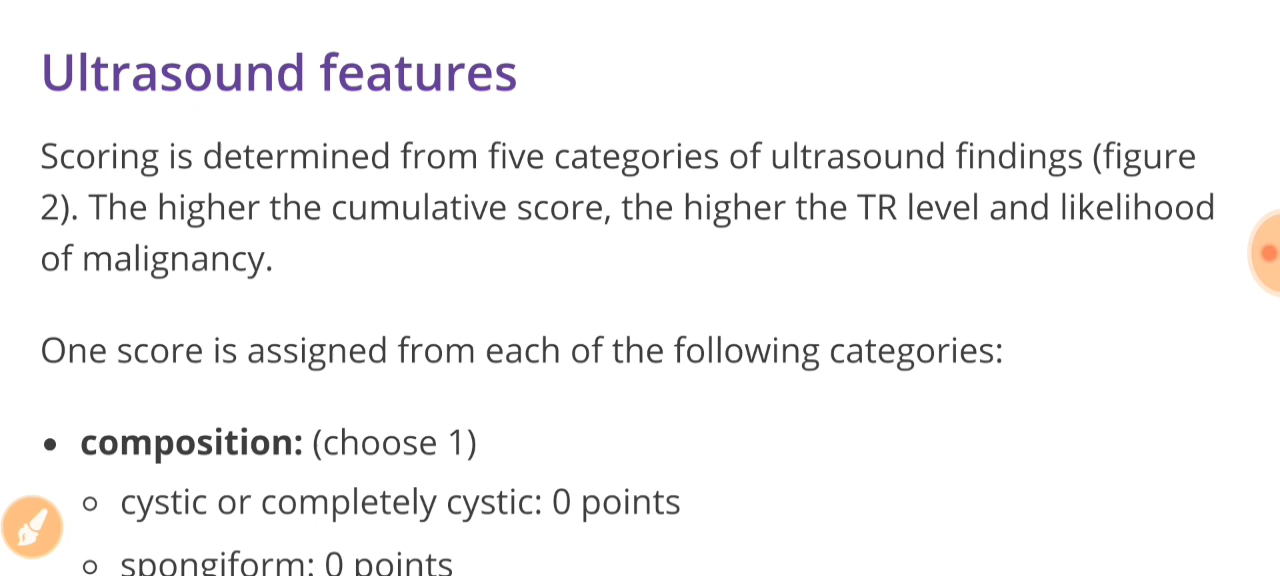 Ultrasound features
Scoring is determined from five categories of ultrasound findings (figure
2). The higher the cumulative score, the higher the TR level and likelihood
of malignancy.
One score is assigned from each of the following categories:
• composition: (choose 1)
○ cystic or completely cystic: 0 points
○ spongiform: 0 points